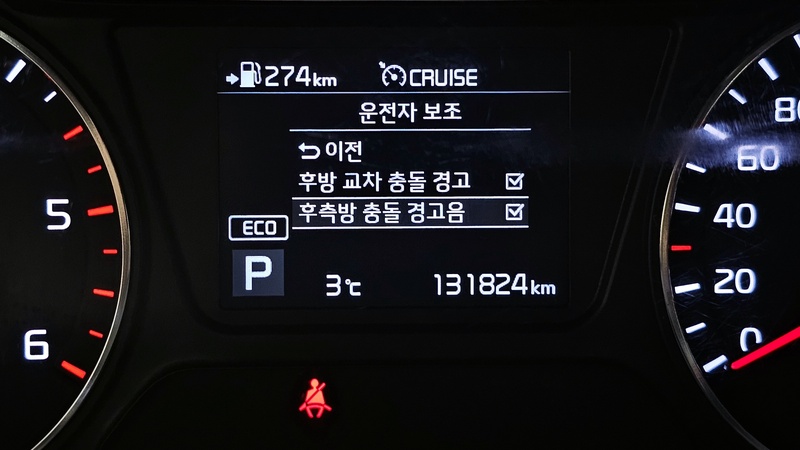 274km CRUISE
운전자 보조
이전
후방 교차 충돌 경고
후측방 충돌 경고음
ECO
P
3℃ 131824km
5
6
80
60
40
20
0